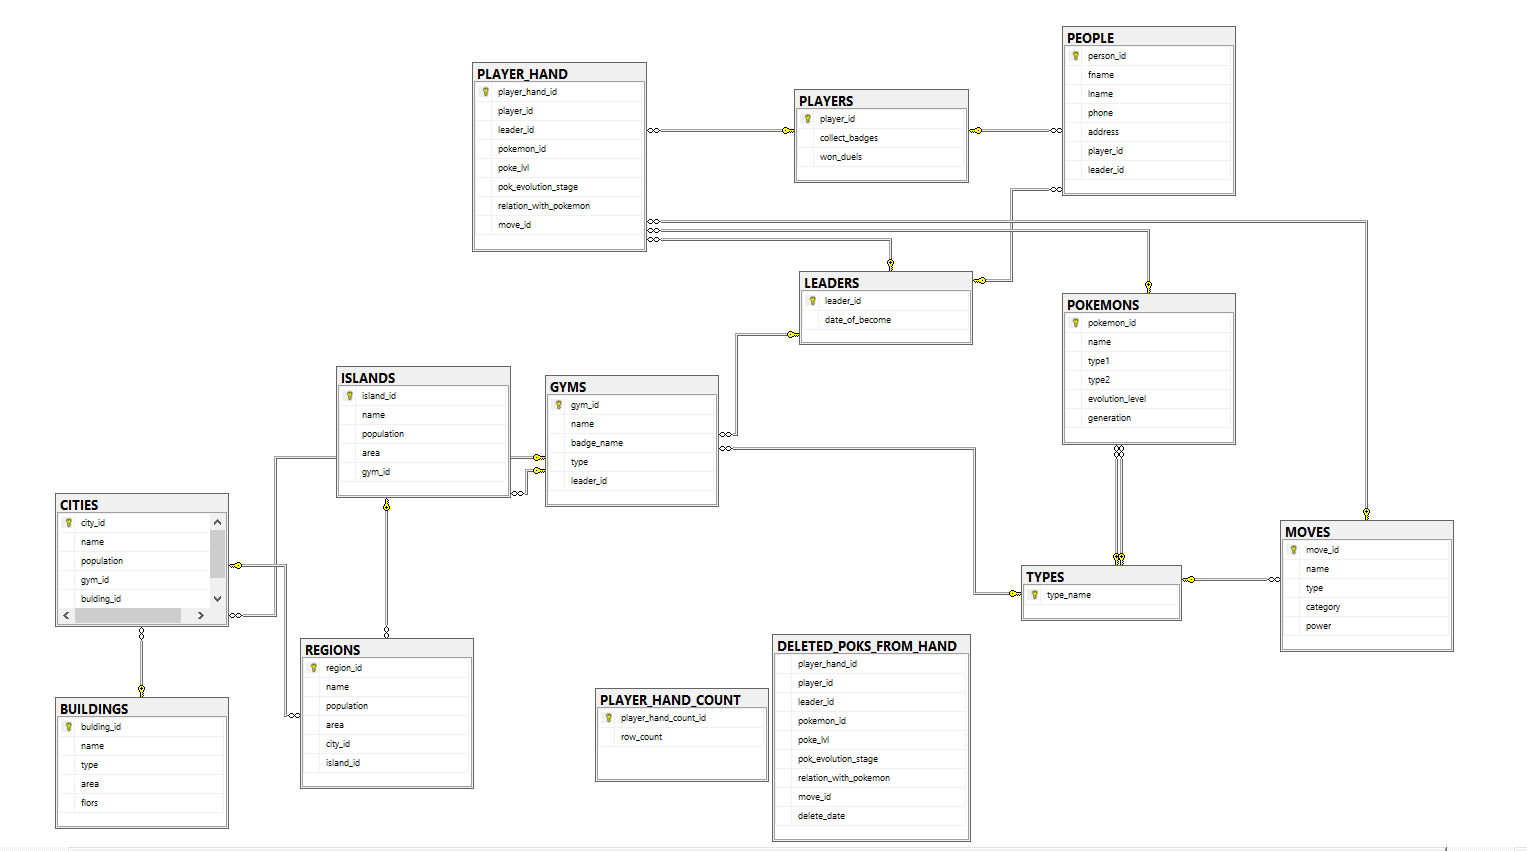 PEOPLE
person_id
fname
lname
phone
address
player_id
leader_id
PLAYER_HAND
player_hand_id
player_id
leader_id
pokemon_id
poke_lvl
pok_evolution_stage
relation_with_pokemon
move_id
PLAYERS
player_id
collect_badges
won_duels
LEADERS
leader_id
date_of_become
POKEMONS
pokemon_id
name
type1
type2
evolution_level
generation
ISLANDS
island_id
name
population
area
gym_id
GYMS
gym_id
name
badge_name
type
leader_id
CITIES
city_id
name
population
gym_id
bulding_id
MOVES
move_id
name
type
category
power
TYPES
type_name
REGIONS
region_id
name
population
area
city_id
island_id
DELETED_POKS_FROM_HAND
player_hand_id
player_id
leader_id
pokemon_id
poke_lvl
pok_evolution_stage
relation_with_pokemon
move_id
delete_date
PLAYER_HAND_COUNT
player_hand_count_id
row_count
BUILDINGS
bulding_id
name
type
area
flors